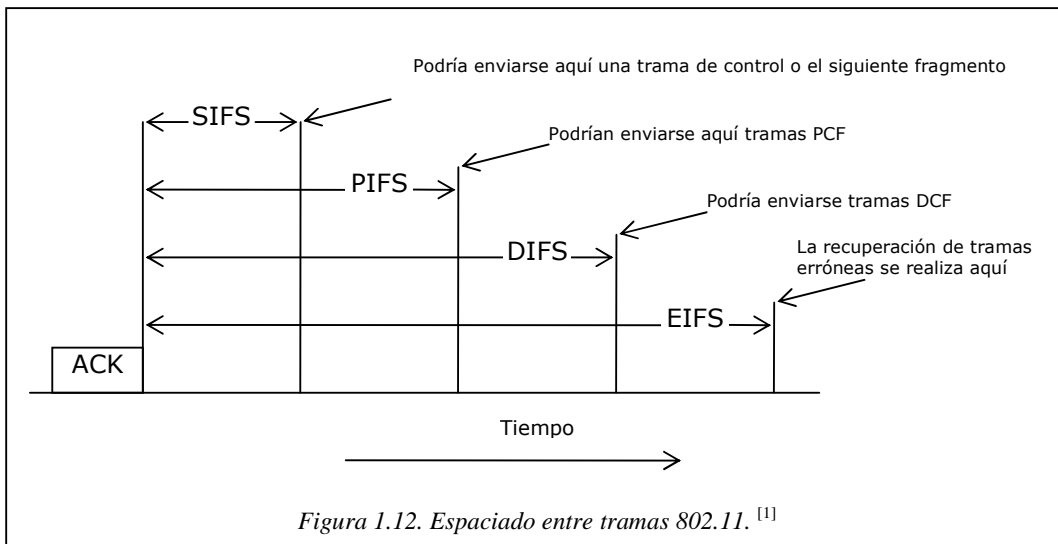 Podría enviarse aquí una trama de control o el siguiente fragmento
SIFS
Podrían enviarse aquí tramas PCF
PIFS
Podría enviarse tramas DCF
DIFS
La recuperación de tramas
erróneas se realiza aquí
EIFS
ACK
Tiempo
Figura 1.12. Espaciado entre tramas 802.11. [1]